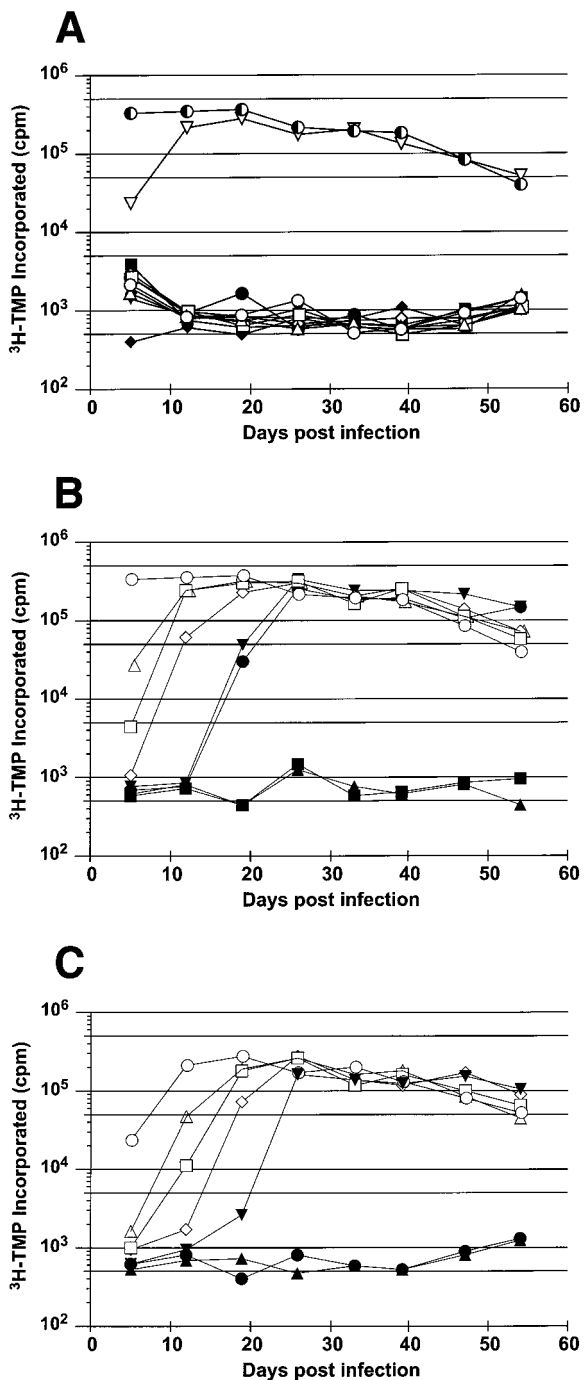 A
³H-TMP Incorporated (cpm)
10⁶
10⁵
10⁴
10³
10²
0 10 20 30 40 50 60
Days post infection
B
³H-TMP Incorporated (cpm)
10⁶
10⁵
10⁴
10³
10²
0 10 20 30 40 50 60
Days post infection
C
³H-TMP Incorporated (cpm)
10⁶
10⁵
10⁴
10³
10²
0 10 20 30 40 50 60
Days post infection